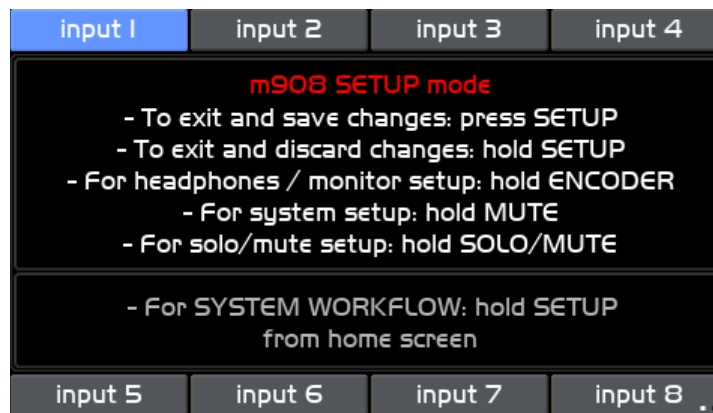 input 1
input 2
input 3
input 4
m908 SETUP mode
- To exit and save changes: press SETUP
- To exit and discard changes: hold SETUP
- For headphones / monitor setup: hold ENCODER
- For system setup: hold MUTE
- For solo/mute setup: hold SOLO/MUTE
- For SYSTEM WORKFLOW: hold SETUP
from home screen
input 5
input 6
input 7
input 8